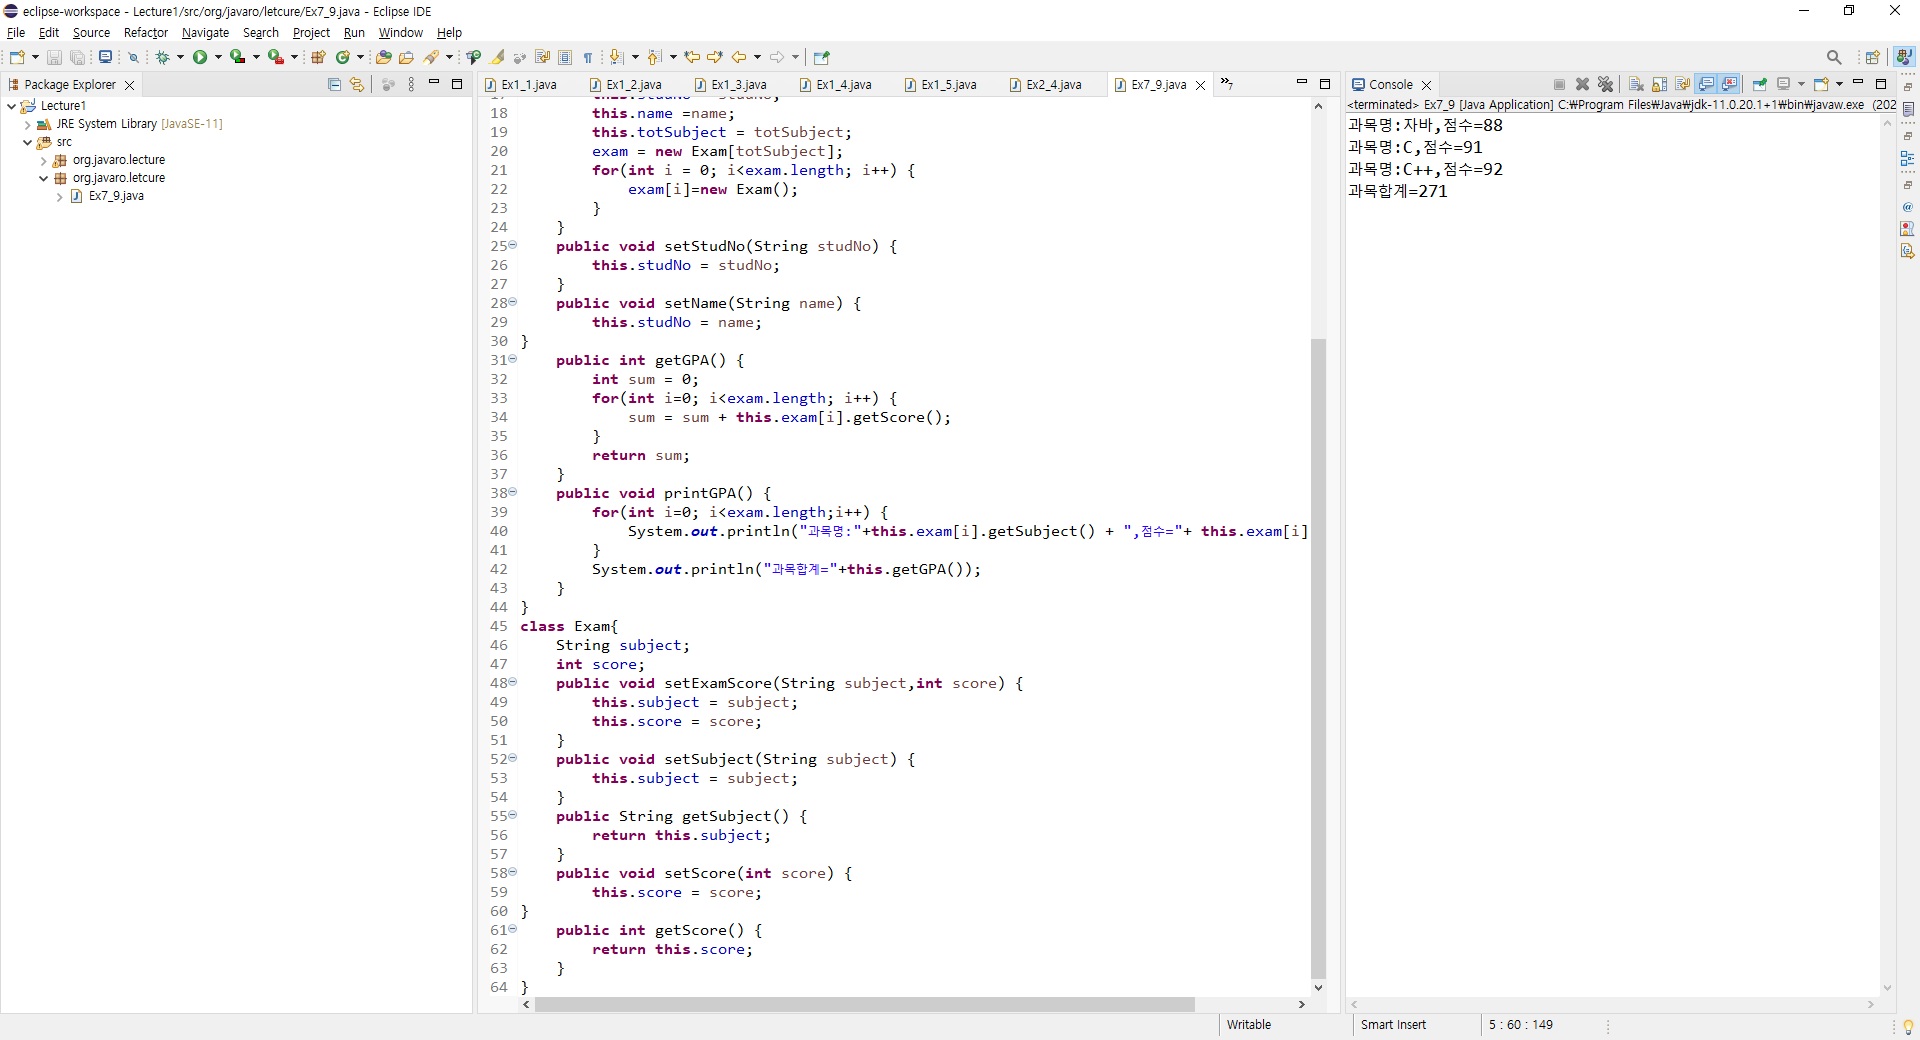 eclipse-workspace - Lecture1/src/org/javaro/letcure/Ex7_9.java - Eclipse IDE
File Edit Source Refactor Navigate Search Project Run Window Help
Package Explorer
Lecture1
JRE System Library [JavaSE-11]
src
org.javaro.lecture
org.javaro.letcure
Ex7_9.java
Ex1_1.java Ex1_2.java Ex1_3.java Ex1_4.java Ex1_5.java Ex2_4.java Ex7_9.java »7
18 this.name =name;
19 this.totSubject = totSubject;
20 exam = new Exam[totSubject];
21 for(int i = 0; i<exam.length; i++) {
22 exam[i]=new Exam();
23 }
24 }
25 public void setStudNo(String studNo) {
26 this.studNo = studNo;
27 }
28 public void setName(String name) {
29 this.studNo = name;
30 }
31 public int getGPA() {
32 int sum = 0;
33 for(int i=0; i<exam.length; i++) {
34 sum = sum + this.exam[i].getScore();
35 }
36 return sum;
37 }
38 public void printGPA() {
39 for(int i=0; i<exam.length;i++) {
40 System.out.println("과목명:"+this.exam[i].getSubject() + ",점수="+ this.exam[i]
41 }
42 System.out.println("과목합계="+this.getGPA());
43 }
44 }
45 class Exam{
46 String subject;
47 int score;
48 public void setExamScore(String subject,int score) {
49 this.subject = subject;
50 this.score = score;
51 }
52 public void setSubject(String subject) {
53 this.subject = subject;
54 }
55 public String getSubject() {
56 return this.subject;
57 }
58 public void setScore(int score) {
59 this.score = score;
60 }
61 public int getScore() {
62 return this.score;
63 }
64 }
Console
<terminated> Ex7_9 [Java Application] C:₩Program Files₩Java₩jdk-11.0.20.1+1₩bin₩javaw.exe (202
과목명:자바,점수=88
과목명:C,점수=91
과목명:C++,점수=92
과목합계=271
Writable Smart Insert 5 : 60 : 149